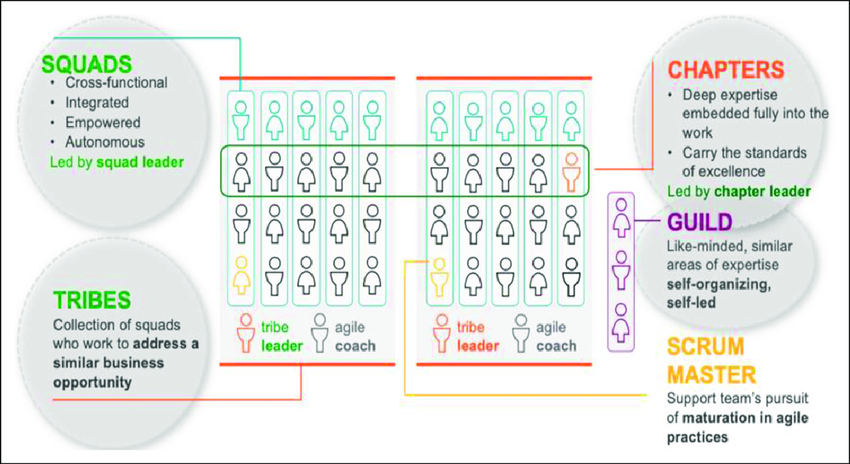 SQUADS
• Cross-functional
• Integrated
• Empowered
• Autonomous
Led by squad leader
TRIBES
Collection of squads
who work to address a
similar business
opportunity
tribe
leader
agile
coach
tribe
leader
agile
coach
CHAPTERS
• Deep expertise
embedded fully into the
work
• Carry the standards
of excellence
Led by chapter leader
GUILD
Like-minded, similar
areas of expertise
self-organizing,
self-led
SCRUM
MASTER
Support team's pursuit
of maturation in agile
practices